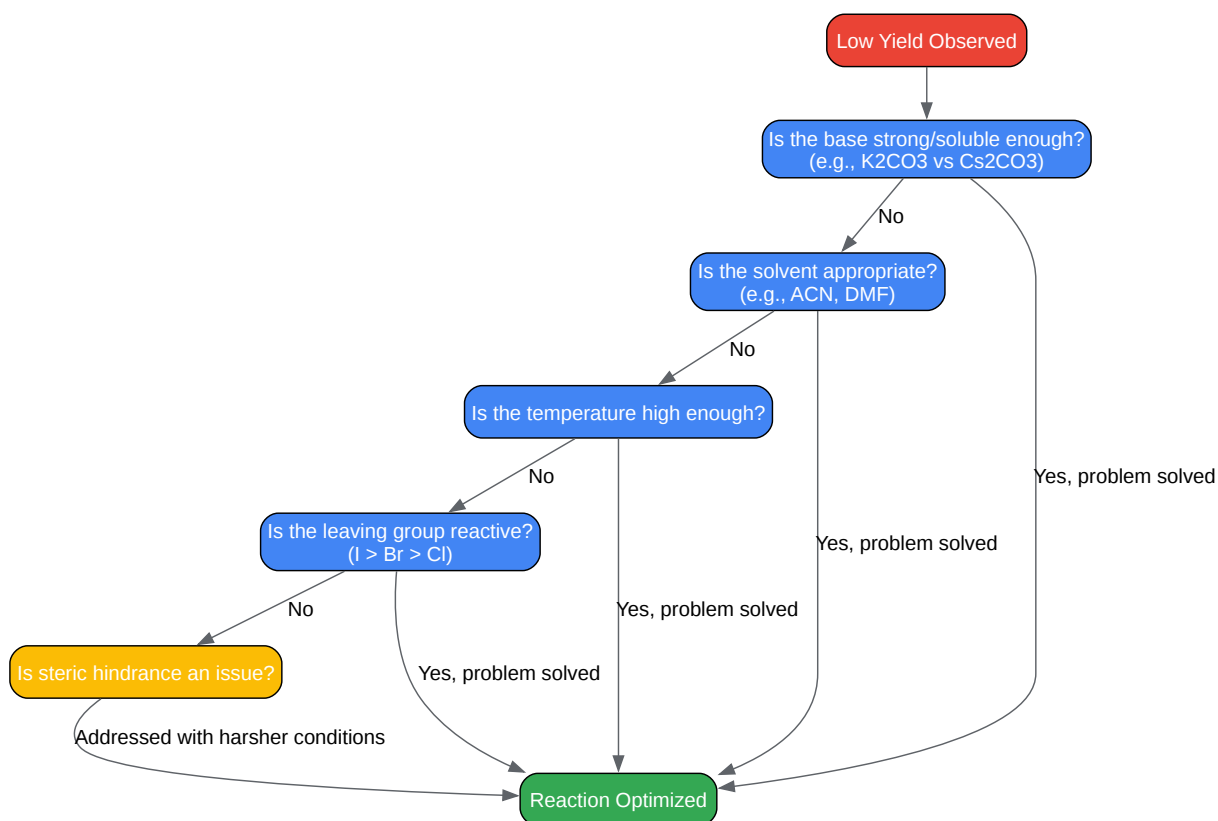 Low Yield Observed
Is the base strong/soluble enough?
(e.g., K2CO3 vs Cs2CO3)
No
Is the solvent appropriate?
(e.g., ACN, DMF)
No
Is the temperature high enough?
No
Yes, problem solved
Is the leaving group reactive?
(I > Br > Cl)
Yes, problem solved
No
Yes, problem solved
Is steric hindrance an issue?
Yes, problem solved
Addressed with harsher conditions
Reaction Optimized